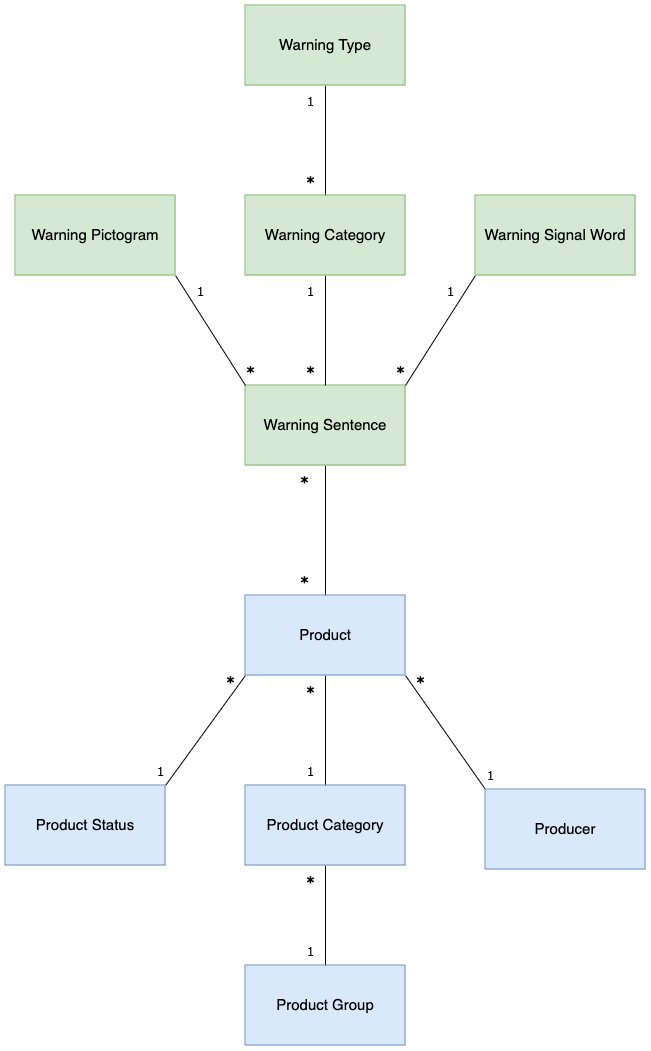 Warning Type
1
*
Warning Pictogram
Warning Category
Warning Signal Word
1
1
1
*
*
*
Warning Sentence
*
*
Product
*
*
*
1
1
1
Product Status
Product Category
Producer
*
1
Product Group